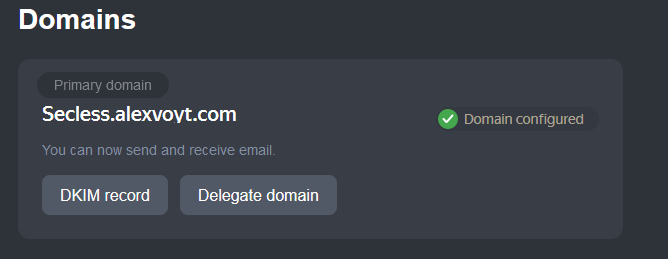 Domains
Primary domain
Secless.alexvoyt.com
Domain configured
You can now send and receive email.
DKIM record
Delegate domain